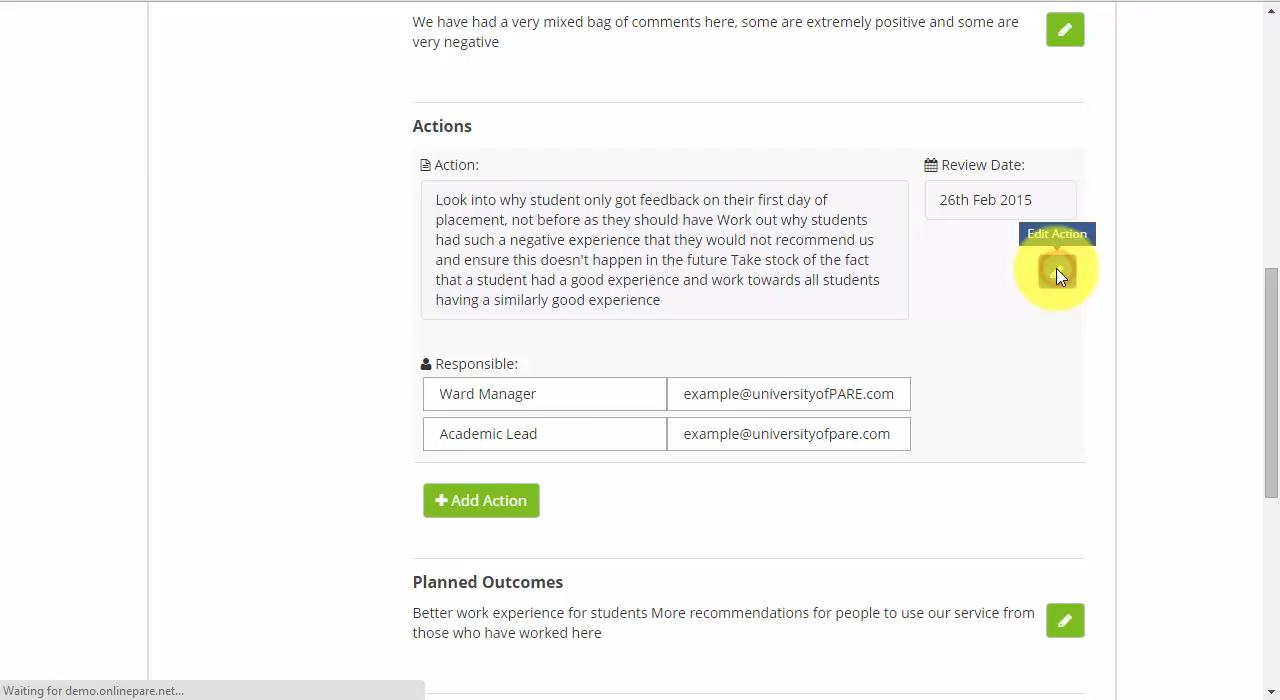 We have had a very mixed bag of comments here, some are extremely positive and some are
very negative
Actions
Action:
Review Date:
Look into why student only got feedback on their first day of
placement, not before as they should have Work out why students
had such a negative experience that they would not recommend us
and ensure this doesn't happen in the future Take stock of the fact
that a student had a good experience and work towards all students
having a similarly good experience
26th Feb 2015
Edit Action
Responsible:
Ward Manager
example@universityofPARE.com
Academic Lead
example@universityofpare.com
Add Action
Planned Outcomes
Better work experience for students More recommendations for people to use our service from
those who have worked here
Waiting for demo.onlinepare.net...